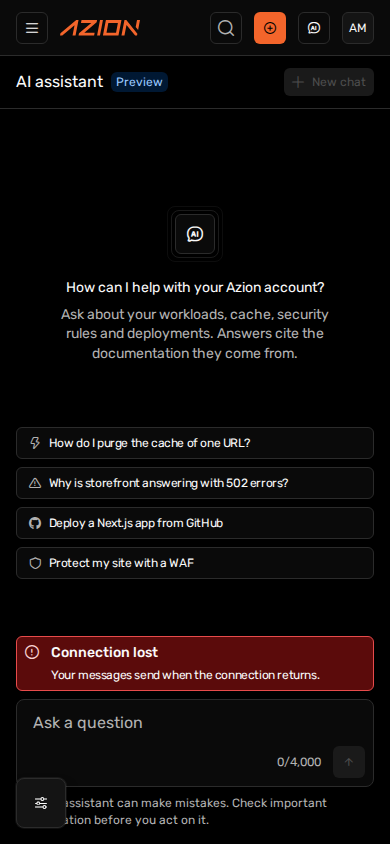 AZION
AM
AI assistant
Preview
New chat
AI
How can I help with your Azion account?
Ask about your workloads, cache, security
rules and deployments. Answers cite the
documentation they come from.
How do I purge the cache of one URL?
Why is storefront answering with 502 errors?
Deploy a Next.js app from GitHub
Protect my site with a WAF
Connection lost
Your messages send when the connection returns.
Ask a question
0/4,000
assistant can make mistakes. Check important
before you act on it.